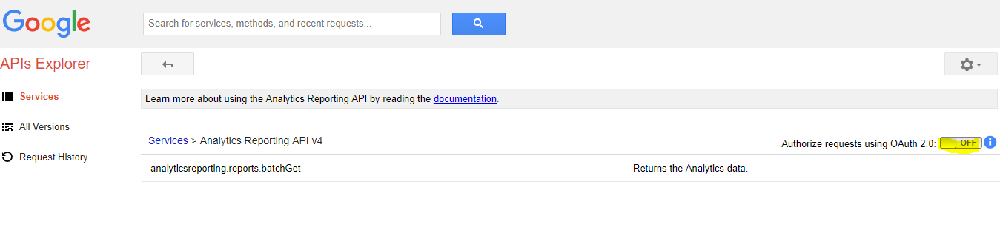 Google
Search for services, methods, and recent requests...
APIs Explorer
Services
All Versions
Request History
Learn more about using the Analytics Reporting API by reading the documentation.
Services > Analytics Reporting API v4
Authorize requests using OAuth 2.0: OFF i
analyticsreporting.reports.batchGet Returns the Analytics data.